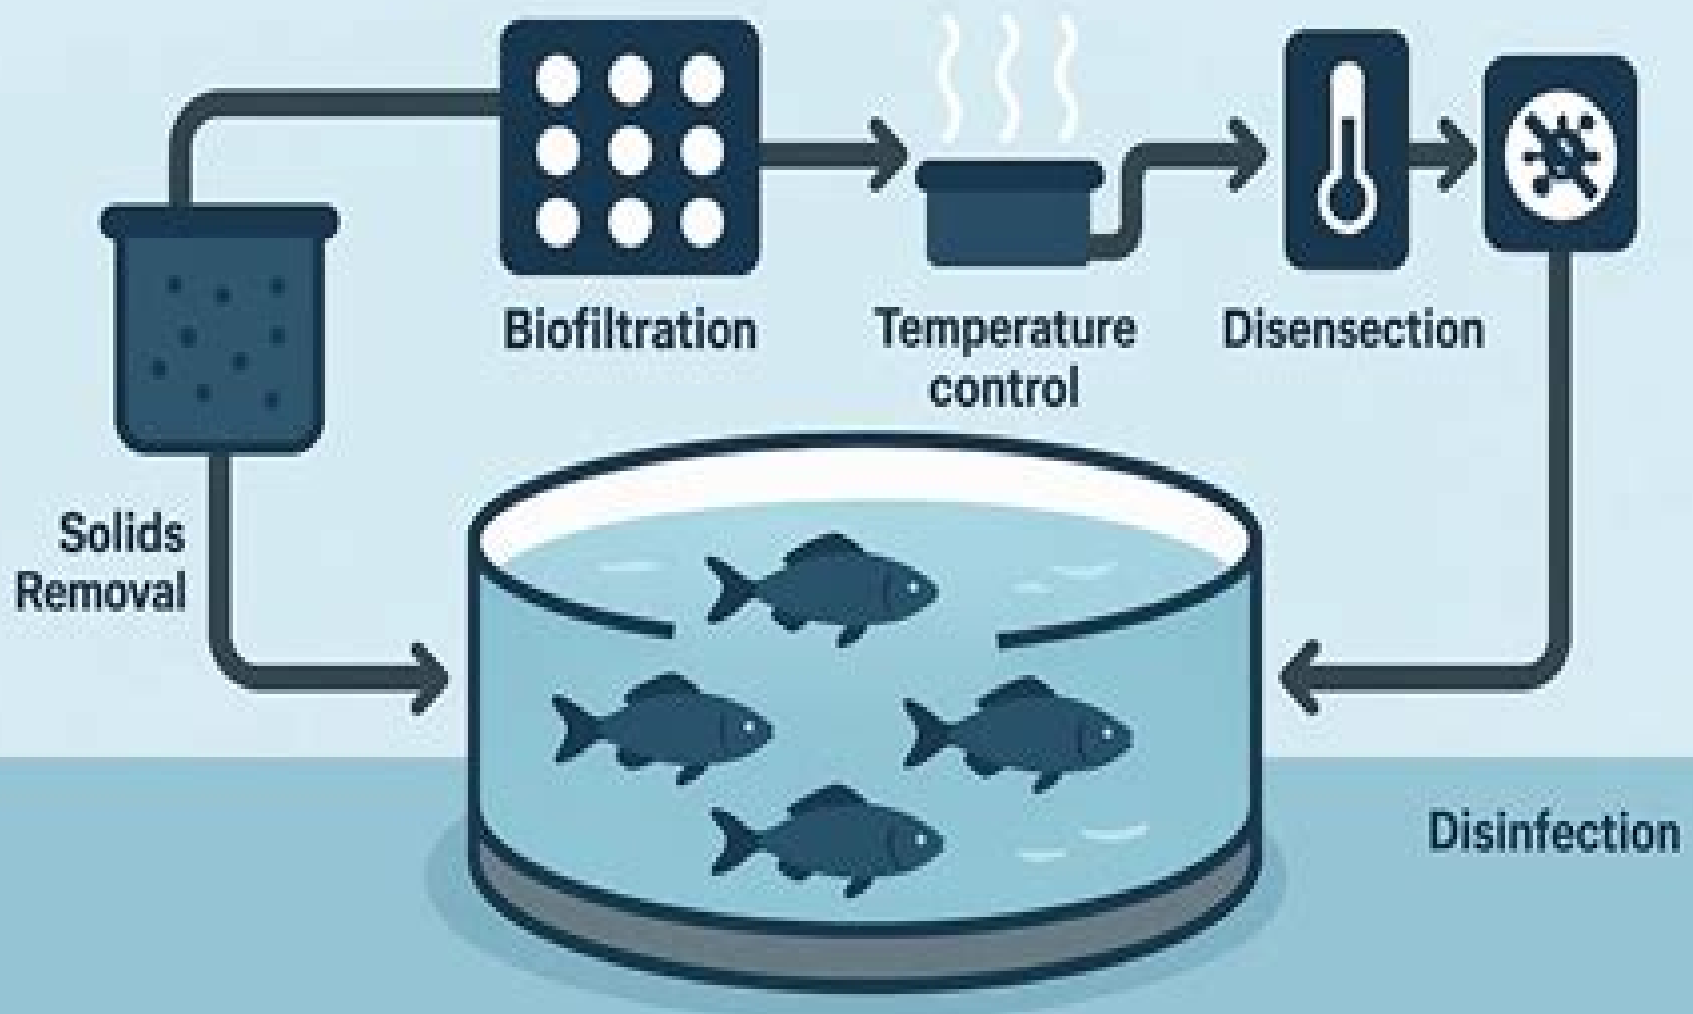 Biofiltration
Temperature
control
Disensection
Solids
Removal
Disinfection